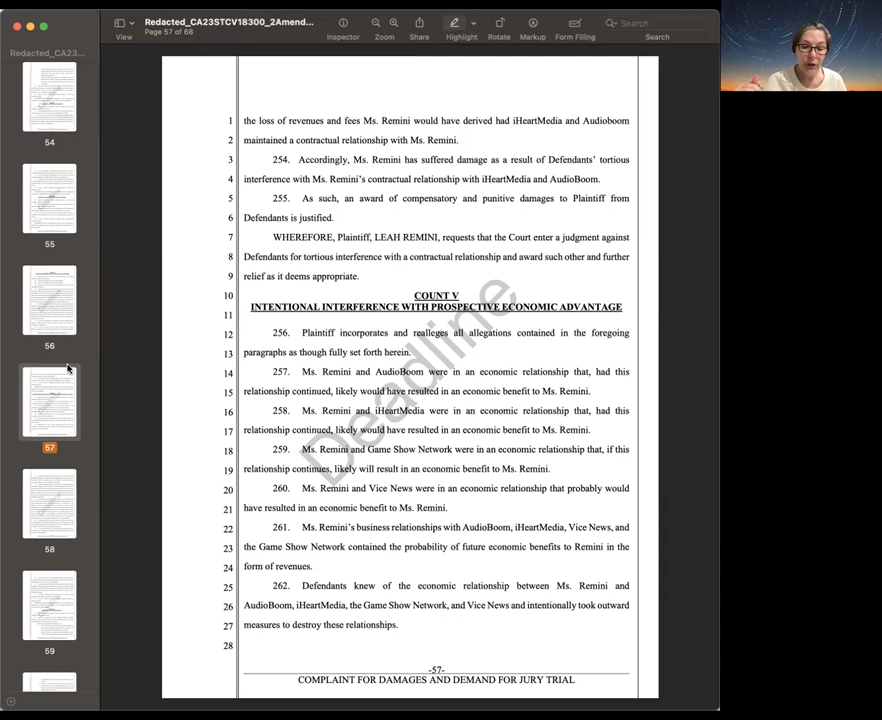 Redacted_CA23STCV18300_2Amend...
Page 57 of 68
View
Inspector
Zoom
Share
Highlight
Rotate
Markup
Form Filling
Search
Search
Redacted_CA23...
54
55
56
57
58
59
1 the loss of revenues and fees Ms. Remini would have derived had iHeartMedia and Audioboom
2 maintained a contractual relationship with Ms. Remini.
3 254. Accordingly, Ms. Remini has suffered damage as a result of Defendants' tortious
4 interference with Ms. Remini's contractual relationship with iHeartMedia and AudioBoom.
5 255. As such, an award of compensatory and punitive damages to Plaintiff from
6 Defendants is justified.
7 WHEREFORE, Plaintiff, LEAH REMINI, requests that the Court enter a judgment against
8 Defendants for tortious interference with a contractual relationship and award such other and further
9 relief as it deems appropriate.
10 COUNT V
11 INTENTIONAL INTERFERENCE WITH PROSPECTIVE ECONOMIC ADVANTAGE
12 256. Plaintiff incorporates and realleges all allegations contained in the foregoing
13 paragraphs as though fully set forth herein.
14 257. Ms. Remini and AudioBoom were in an economic relationship that, had this
15 relationship continued, likely would have resulted in an economic benefit to Ms. Remini.
16 258. Ms. Remini and iHeartMedia were in an economic relationship that, had this
17 relationship continued, likely would have resulted in an economic benefit to Ms. Remini.
18 259. Ms. Remini and Game Show Network were in an economic relationship that, if this
19 relationship continues, likely will result in an economic benefit to Ms. Remini.
20 260. Ms. Remini and Vice News were in an economic relationship that probably would
21 have resulted in an economic benefit to Ms. Remini.
22 261. Ms. Remini's business relationships with AudioBoom, iHeartMedia, Vice News, and
23 the Game Show Network contained the probability of future economic benefits to Remini in the
24 form of revenues.
25 262. Defendants knew of the economic relationship between Ms. Remini and
26 AudioBoom, iHeartMedia, the Game Show Network, and Vice News and intentionally took outward
27 measures to destroy these relationships.
28
Deadline
-57-
COMPLAINT FOR DAMAGES AND DEMAND FOR JURY TRIAL